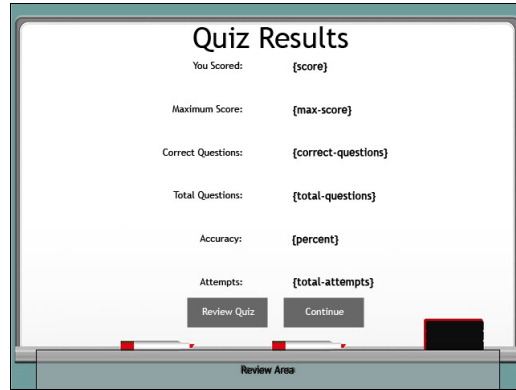 Quiz Results
You Scored: {score}
Maximum Score: {max-score}
Correct Questions: {correct-questions}
Total Questions: {total-questions}
Accuracy: {percent}
Attempts: {total-attempts}
Review Quiz Continue
Review Area